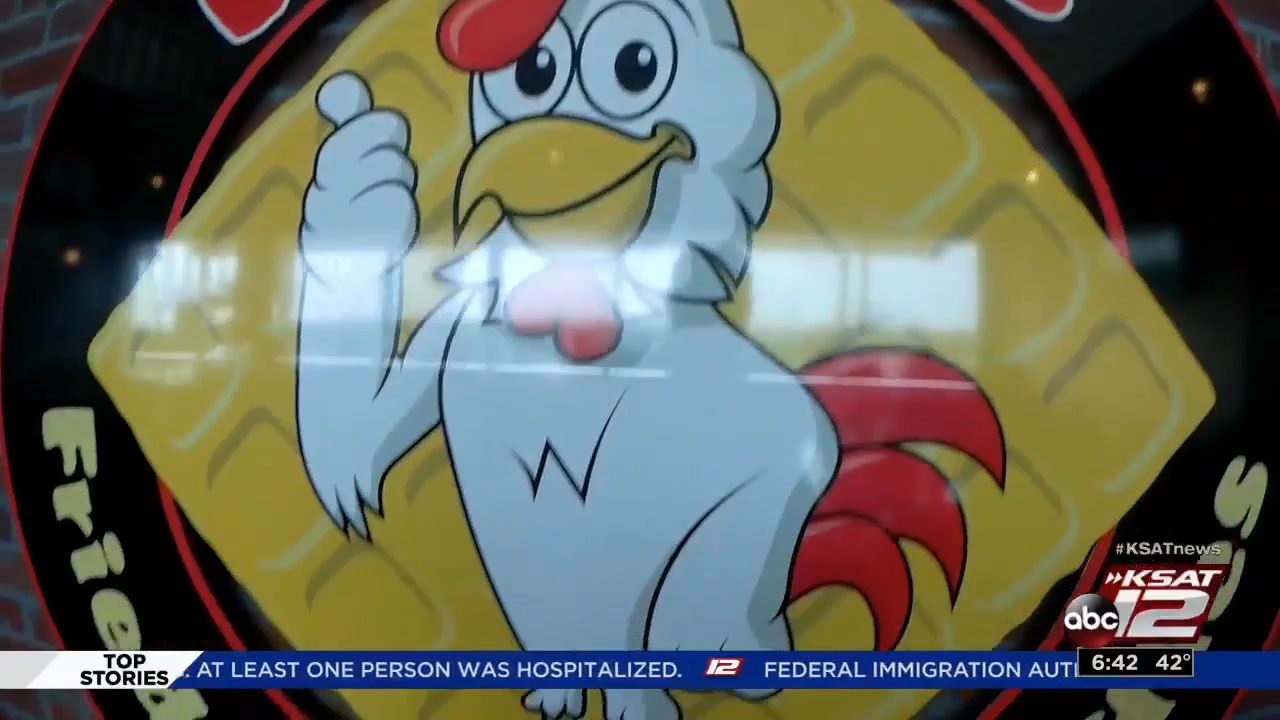 Fried
#KSATnews
KSAT
abc 12
TOP STORIES
. AT LEAST ONE PERSON WAS HOSPITALIZED. 12 FEDERAL IMMIGRATION AUT
6:42 42°